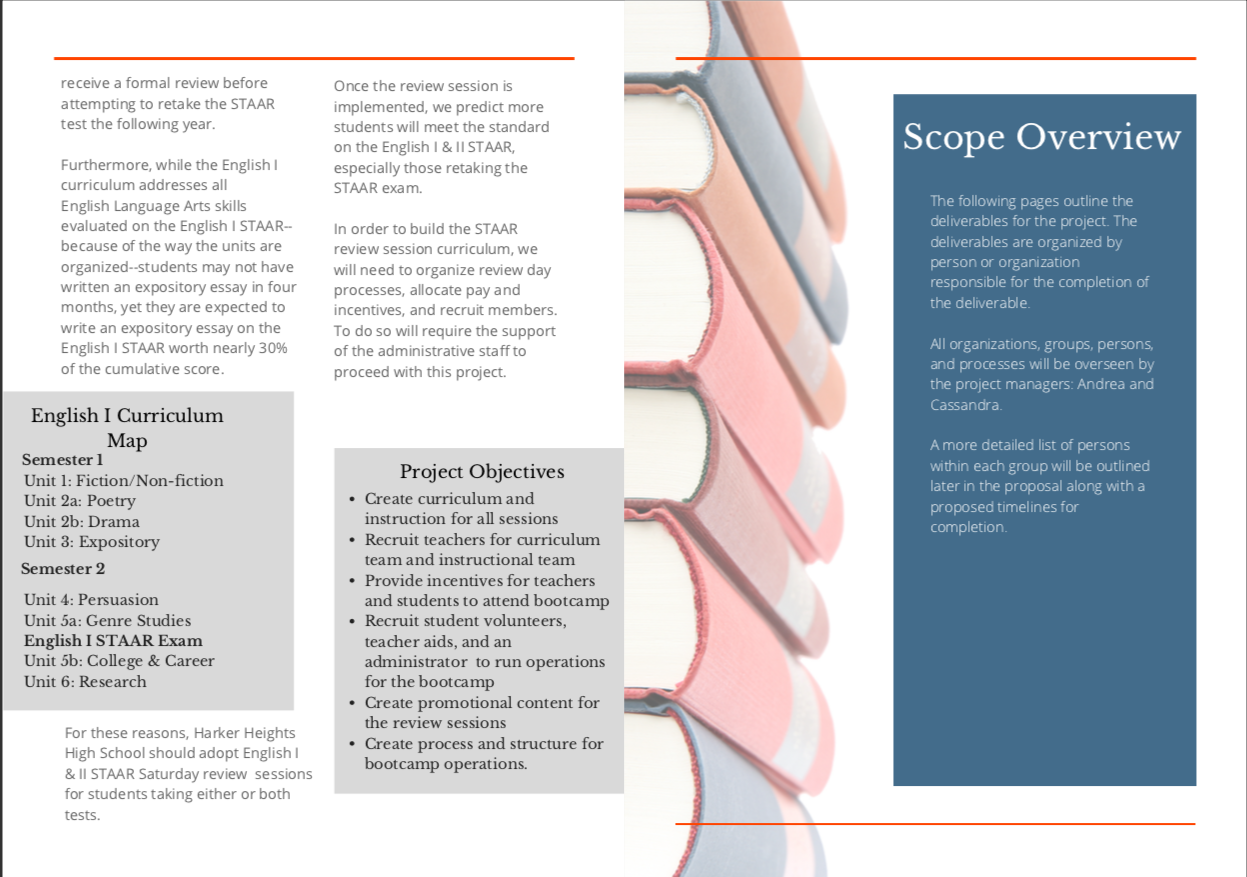 receive a formal review before
attempting to retake the STAAR
test the following year.
Furthermore, while the English I
curriculum addresses all
English Language Arts skills
evaluated on the English I STAAR--
because of the way the units are
organized--students may not have
written an expository essay in four
months, yet they are expected to
write an expository essay on the
English I STAAR worth nearly 30%
of the cumulative score.
English I Curriculum
Map
Semester 1
Unit 1: Fiction/Non-fiction
Unit 2a: Poetry
Unit 2b: Drama
Unit 3: Expository
Semester 2
Unit 4: Persuasion
Unit 5a: Genre Studies
English I STAAR Exam
Unit 5b: College & Career
Unit 6: Research
For these reasons, Harker Heights
High School should adopt English I
& II STAAR Saturday review sessions
for students taking either or both
tests.
Once the review session is
implemented, we predict more
students will meet the standard
on the English I & II STAAR,
especially those retaking the
STAAR exam.
In order to build the STAAR
review session curriculum, we
will need to organize review day
processes, allocate pay and
incentives, and recruit members.
To do so will require the support
of the administrative staff to
proceed with this project.
Project Objectives
• Create curriculum and
instruction for all sessions
• Recruit teachers for curriculum
team and instructional team
• Provide incentives for teachers
and students to attend bootcamp
• Recruit student volunteers,
teacher aids, and an
administrator to run operations
for the bootcamp
• Create promotional content for
the review sessions
• Create process and structure for
bootcamp operations.
Scope Overview
The following pages outline the
deliverables for the project. The
deliverables are organized by
person or organization
responsible for the completion of
the deliverable.
All organizations, groups, persons,
and processes will be overseen by
the project managers: Andrea and
Cassandra.
A more detailed list of persons
within each group will be outlined
later in the proposal along with a
proposed timelines for
completion.